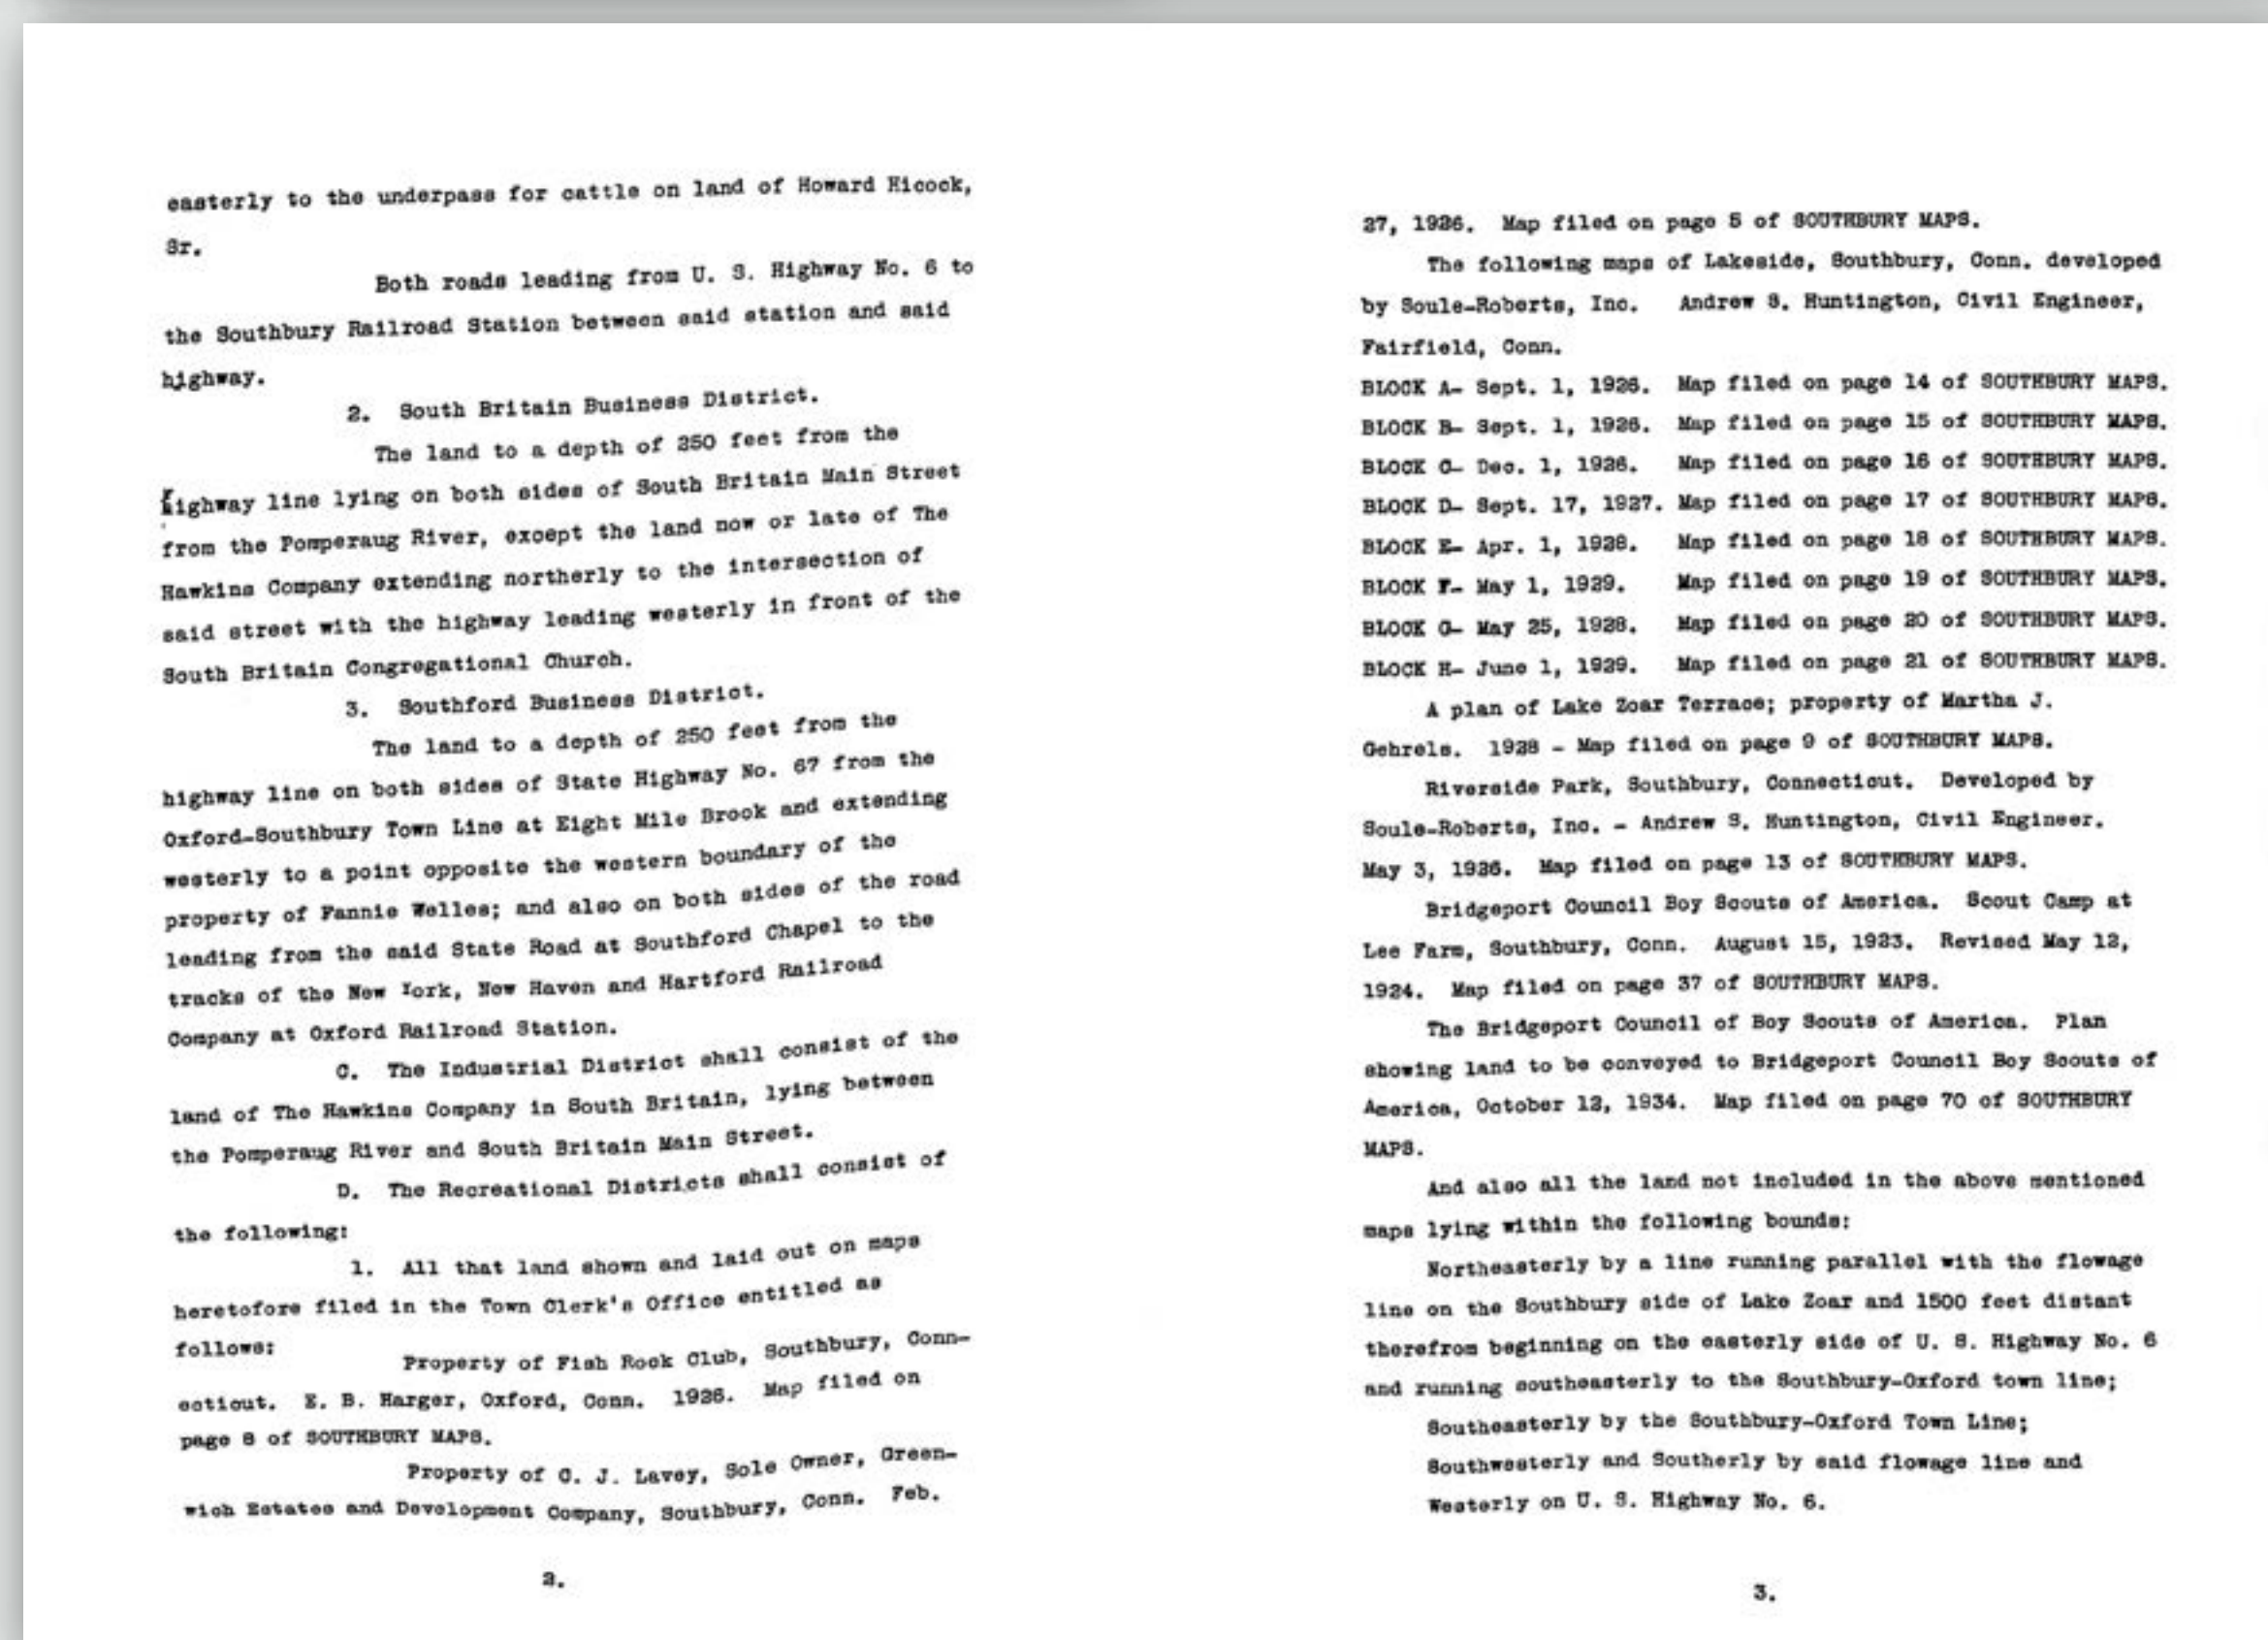 easterly to the underpass for cattle on land of Howard Hicock,
Sr.
Both roads leading from U. S. Highway No. 6 to
the Southbury Railroad Station between said station and said
highway.
2. South Britain Business District.
The land to a depth of 250 feet from the
highway line lying on both sides of South Britain Main Street
from the Pomperaug River, except the land now or late of The
Hawkins Company extending northerly to the intersection of
said street with the highway leading westerly in front of the
South Britain Congregational Church.
3. Southford Business District.
The land to a depth of 250 feet from the
highway line on both sides of State Highway No. 67 from the
Oxford-Southbury Town Line at Eight Mile Brook and extending
westerly to a point opposite the western boundary of the
property of Fannie Welles; and also on both sides of the road
leading from the said State Road at Southford Chapel to the
tracks of the New York, New Haven and Hartford Railroad
Company at Oxford Railroad Station.
C. The Industrial District shall consist of the
land of The Hawkins Company in South Britain, lying between
the Pomperaug River and South Britain Main Street.
D. The Recreational Districts shall consist of
the following:
1. All that land shown and laid out on maps
heretofore filed in the Town Clerk's Office entitled as
follows:
Property of Fish Rock Club, Southbury, Conn-
ecticut. E. B. Harger, Oxford, Conn. 1926. Map filed on
page 8 of SOUTHBURY MAPS.
Property of C. J. Lavey, Sole Owner, Green-
wich Estates and Development Company, Southbury, Conn. Feb.
2.
27, 1926. Map filed on page 5 of SOUTHBURY MAPS.
The following maps of Lakeside, Southbury, Conn. developed
by Soule-Roberts, Inc. Andrew S. Huntington, Civil Engineer,
Fairfield, Conn.
BLOCK A- Sept. 1, 1926. Map filed on page 14 of SOUTHBURY MAPS.
BLOCK B- Sept. 1, 1926. Map filed on page 15 of SOUTHBURY MAPS.
BLOCK C- Dec. 1, 1926. Map filed on page 16 of SOUTHBURY MAPS.
BLOCK D- Sept. 17, 1927. Map filed on page 17 of SOUTHBURY MAPS.
BLOCK E- Apr. 1, 1928. Map filed on page 18 of SOUTHBURY MAPS.
BLOCK F- May 1, 1929. Map filed on page 19 of SOUTHBURY MAPS.
BLOCK G- May 25, 1928. Map filed on page 20 of SOUTHBURY MAPS.
BLOCK H- June 1, 1929. Map filed on page 21 of SOUTHBURY MAPS.
A plan of Lake Zoar Terrace; property of Martha J.
Gehrels. 1928 - Map filed on page 9 of SOUTHBURY MAPS.
Riverside Park, Southbury, Connecticut. Developed by
Soule-Roberts, Inc. - Andrew S. Huntington, Civil Engineer.
May 3, 1926. Map filed on page 13 of SOUTHBURY MAPS.
Bridgeport Council Boy Scouts of America. Scout Camp at
Lee Farm, Southbury, Conn. August 15, 1923. Revised May 12,
1924. Map filed on page 37 of SOUTHBURY MAPS.
The Bridgeport Council of Boy Scouts of America. Plan
showing land to be conveyed to Bridgeport Council Boy Scouts of
America, October 12, 1934. Map filed on page 70 of SOUTHBURY
MAPS.
And also all the land not included in the above mentioned
maps lying within the following bounds:
Northeasterly by a line running parallel with the flowage
line on the Southbury side of Lake Zoar and 1500 feet distant
therefrom beginning on the easterly side of U. S. Highway No. 6
and running southeasterly to the Southbury-Oxford town line;
Southeasterly by the Southbury-Oxford Town Line;
Southwesterly and Southerly by said flowage line and
Westerly on U. S. Highway No. 6.
3.